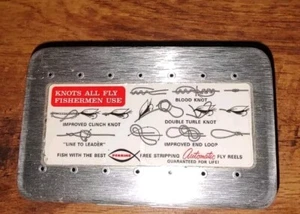 KNOTS ALL FLY
FISHERMEN USE
BLOOD KNOT
IMPROVED CLINCH KNOT
DOUBLE TURLE KNOT
"LINE TO LEADER"
IMPROVED END LOOP
FISH WITH THE BEST PERRINE FREE STRIPPING Automatic FLY REELS
GUARANTEED FOR LIFE!